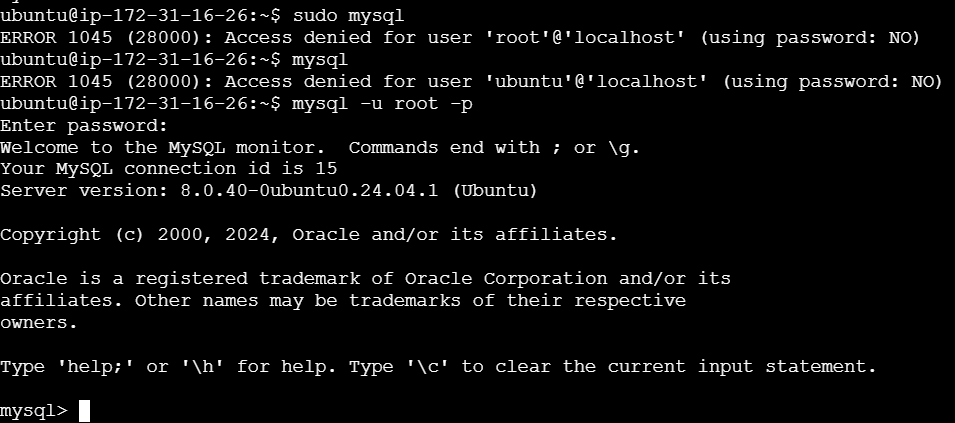 ubuntu@ip-172-31-16-26:~$ sudo mysql
ERROR 1045 (28000): Access denied for user 'root'@'localhost' (using password: NO)
ubuntu@ip-172-31-16-26:~$ mysql
ERROR 1045 (28000): Access denied for user 'ubuntu'@'localhost' (using password: NO)
ubuntu@ip-172-31-16-26:~$ mysql -u root -p
Enter password:
Welcome to the MySQL monitor.  Commands end with ; or \g.
Your MySQL connection id is 15
Server version: 8.0.40-0ubuntu0.24.04.1 (Ubuntu)
Copyright (c) 2000, 2024, Oracle and/or its affiliates.
Oracle is a registered trademark of Oracle Corporation and/or its
affiliates. Other names may be trademarks of their respective
owners.
Type 'help;' or '\h' for help. Type '\c' to clear the current input statement.
mysql>